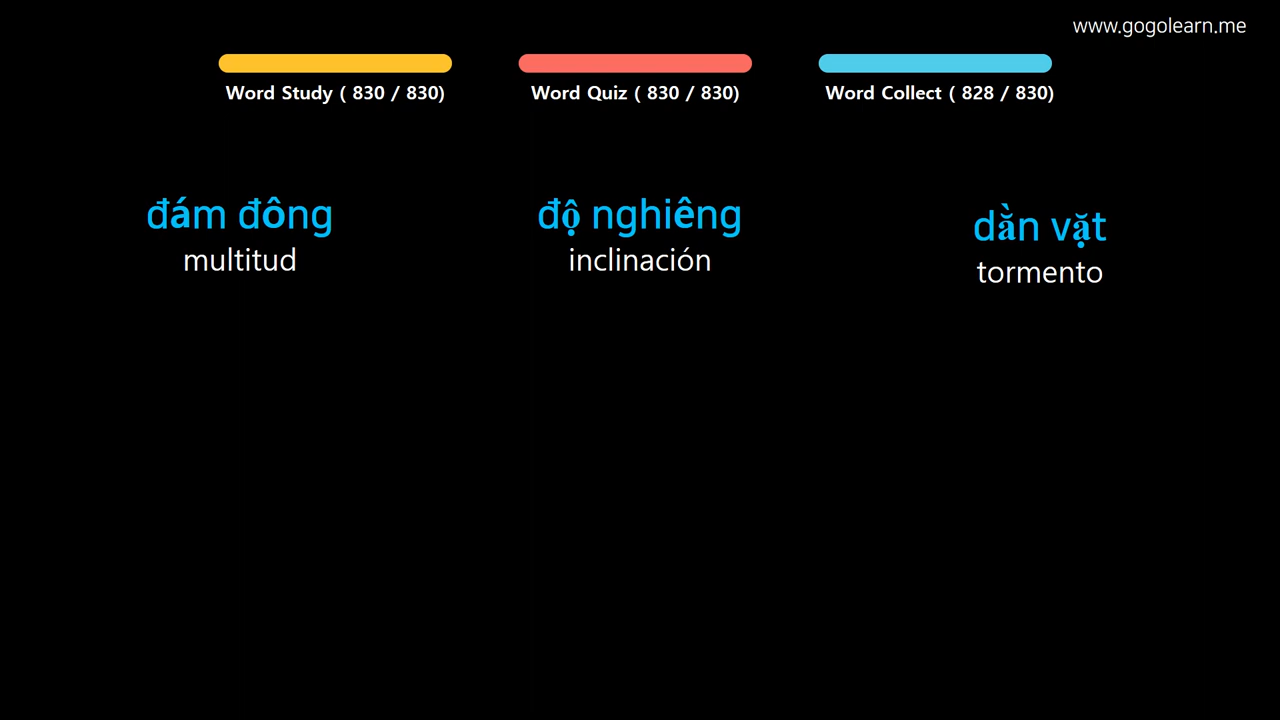 www.gogolearn.me
Word Study ( 830 / 830)
Word Quiz ( 830 / 830)
Word Collect ( 828 / 830)
đám đông
multitud
độ nghiêng
inclinación
dằn vặt
tormento